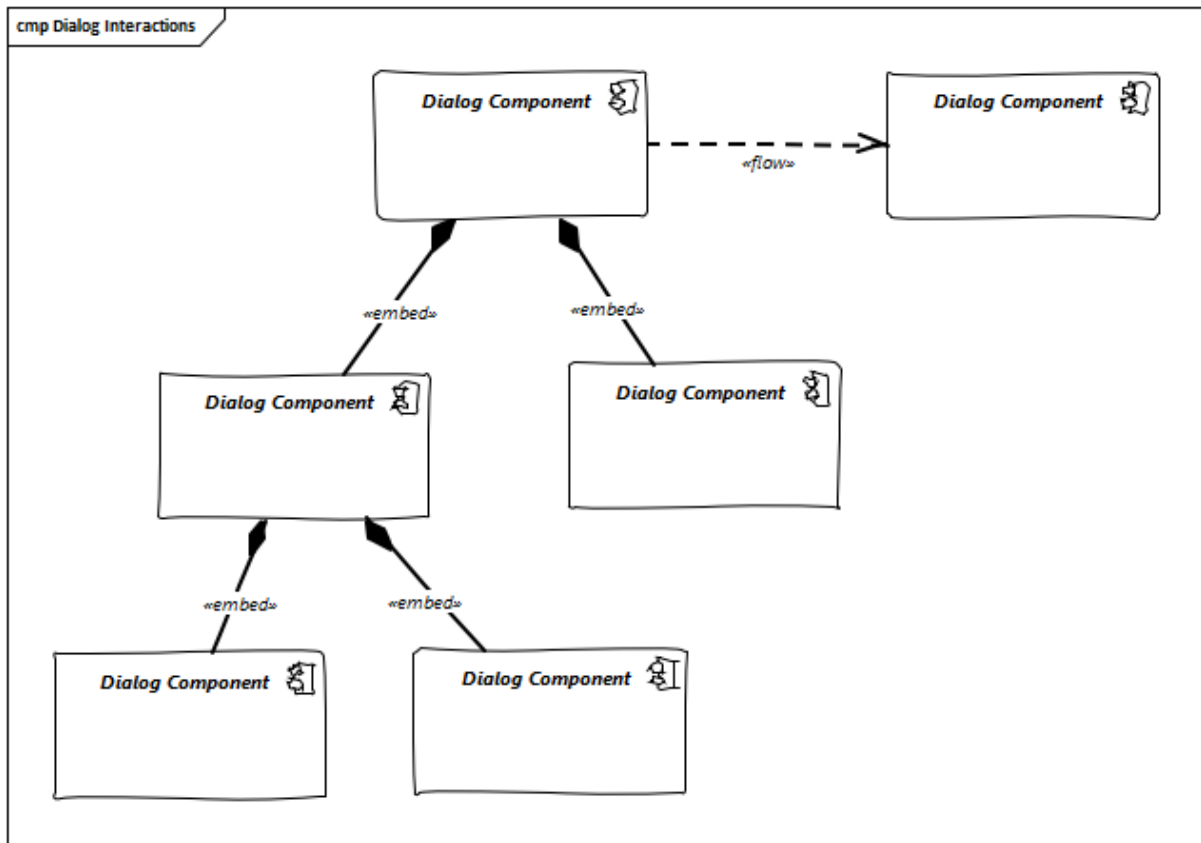 cmp Dialog Interactions
Dialog Component
Dialog Component
«flow»
«embed»
«embed»
Dialog Component
Dialog Component
«embed»
«embed»
Dialog Component
Dialog Component